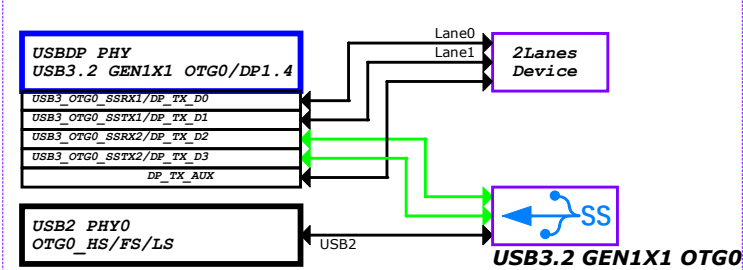 USBDP PHY
USB3.2 GEN1X1 OTG0/DP1.4
USB3_OTG0_SSRX1/DP_TX_D0
USB3_OTG0_SSTX1/DP_TX_D1
USB3_OTG0_SSRX2/DP_TX_D2
USB3_OTG0_SSTX2/DP_TX_D3
DP_TX_AUX
Lane0
Lane1
2Lanes
Device
USB2 PHY0
OTG0_HS/FS/LS
USB2
SS
USB3.2 GEN1X1 OTG0